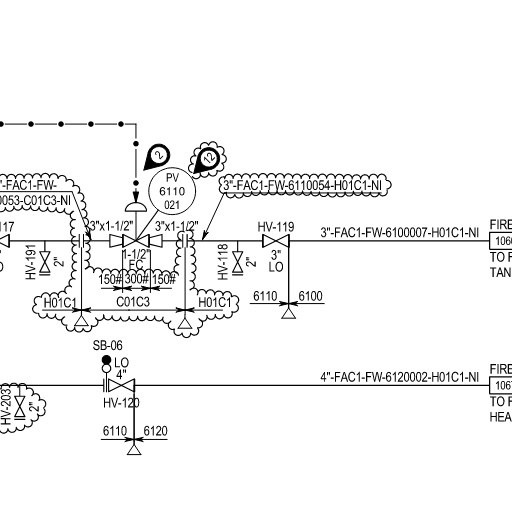 2
12
PV
6110
021
"-FAC1-FW-
0053-C01C3-NI
3"-FAC1-FW-6110054-H01C1-NI
3"x1-1/2"
3"x1-1/2"
HV-119
3"-FAC1-FW-6100007-H01C1-NI
FIRE
106
TO F
TAN
117
O
HV-191
2"
1-1/2"
FC
HV-118
2"
3"
LO
150#
300#
150#
H01C1
C01C3
H01C1
6110
6100
SB-06
LO
4"
HV-120
4"-FAC1-FW-6120002-H01C1-NI
FIRE
106
TO F
HEA
HV-203
2"
6110
6120